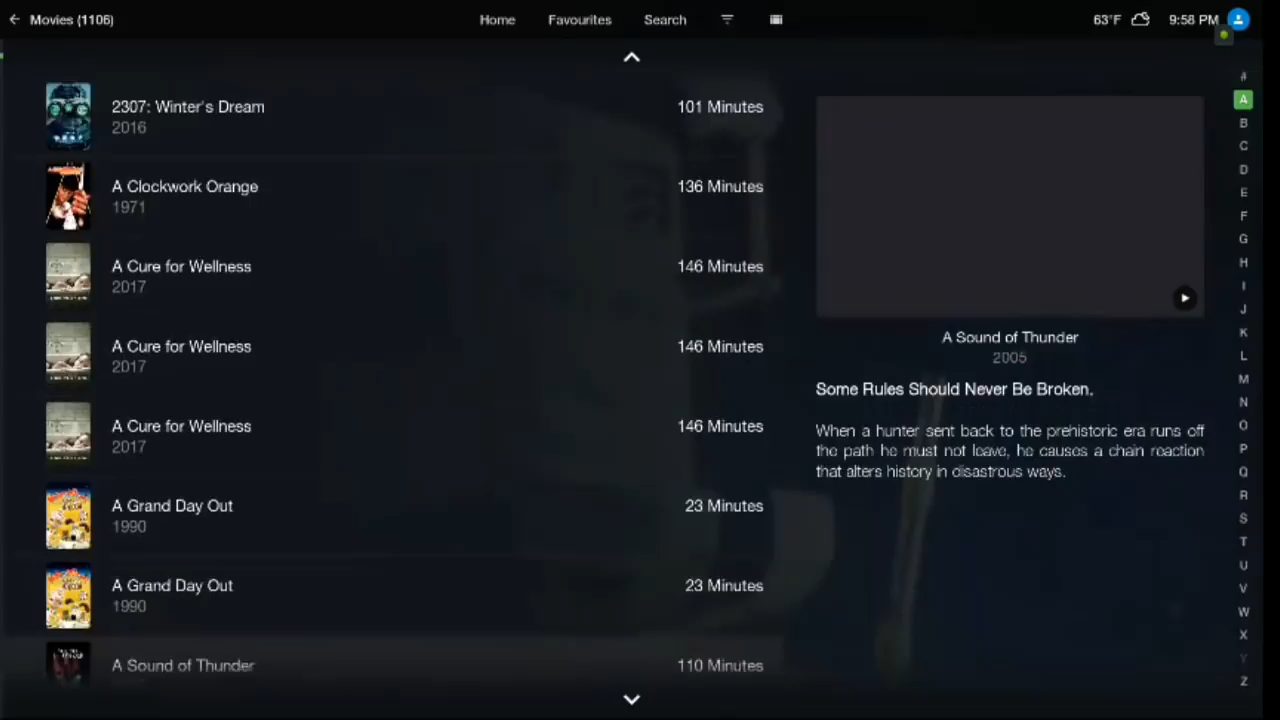 Movies (1106)
Home
Favourites
Search
63°F
9:58 PM
2307: Winter's Dream
101 Minutes
2016
A Clockwork Orange
136 Minutes
1971
A Cure for Wellness
146 Minutes
2017
A Cure for Wellness
146 Minutes
2017
A Cure for Wellness
146 Minutes
2017
A Grand Day Out
23 Minutes
1990
A Grand Day Out
23 Minutes
1990
A Sound of Thunder
110 Minutes
A Sound of Thunder
2005
Some Rules Should Never Be Broken.
When a hunter sent back to the prehistoric era runs off
the path he must not leave, he causes a chain reaction
that alters history in disastrous ways.
#
A
B
C
D
E
F
G
H
I
J
K
L
M
N
O
P
Q
R
S
T
U
V
W
X
Y
Z